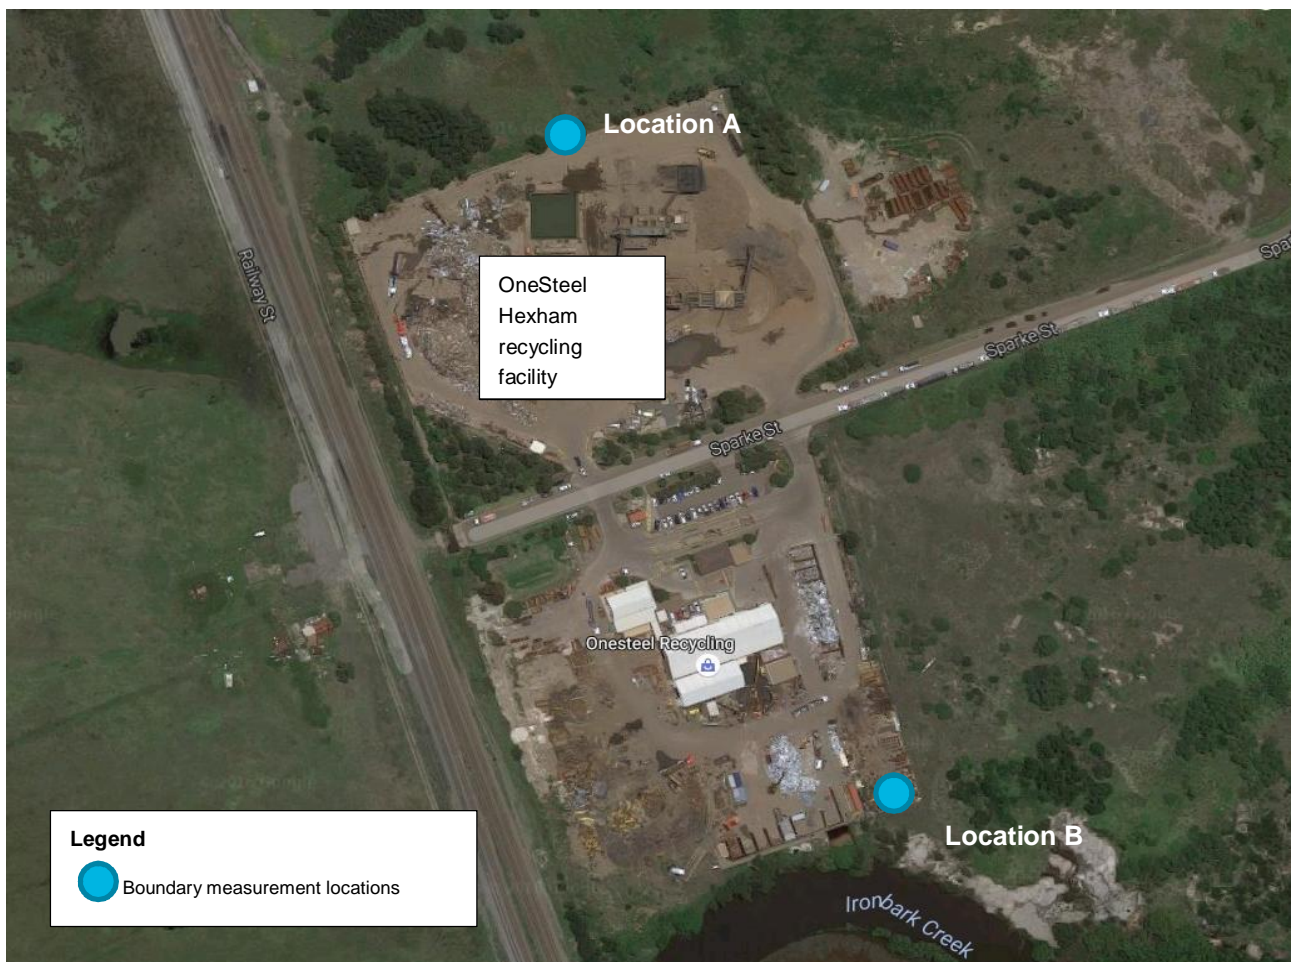 Location A
Railway St
OneSteel
Hexham
recycling
facility
Spar
Sparke St
Sparke St
Onesteel Recycling
Location B
Legend
Boundary measurement locations
Ironbark Creek